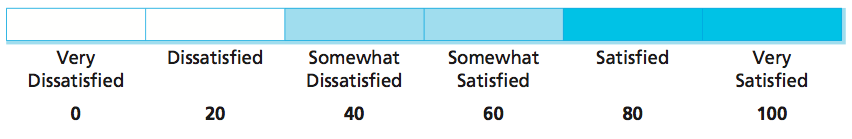 Very Dissatisfied Somewhat Somewhat Satisfied Very
Dissatisfied Dissatisfied Satisfied Satisfied
0 20 40 60 80 100